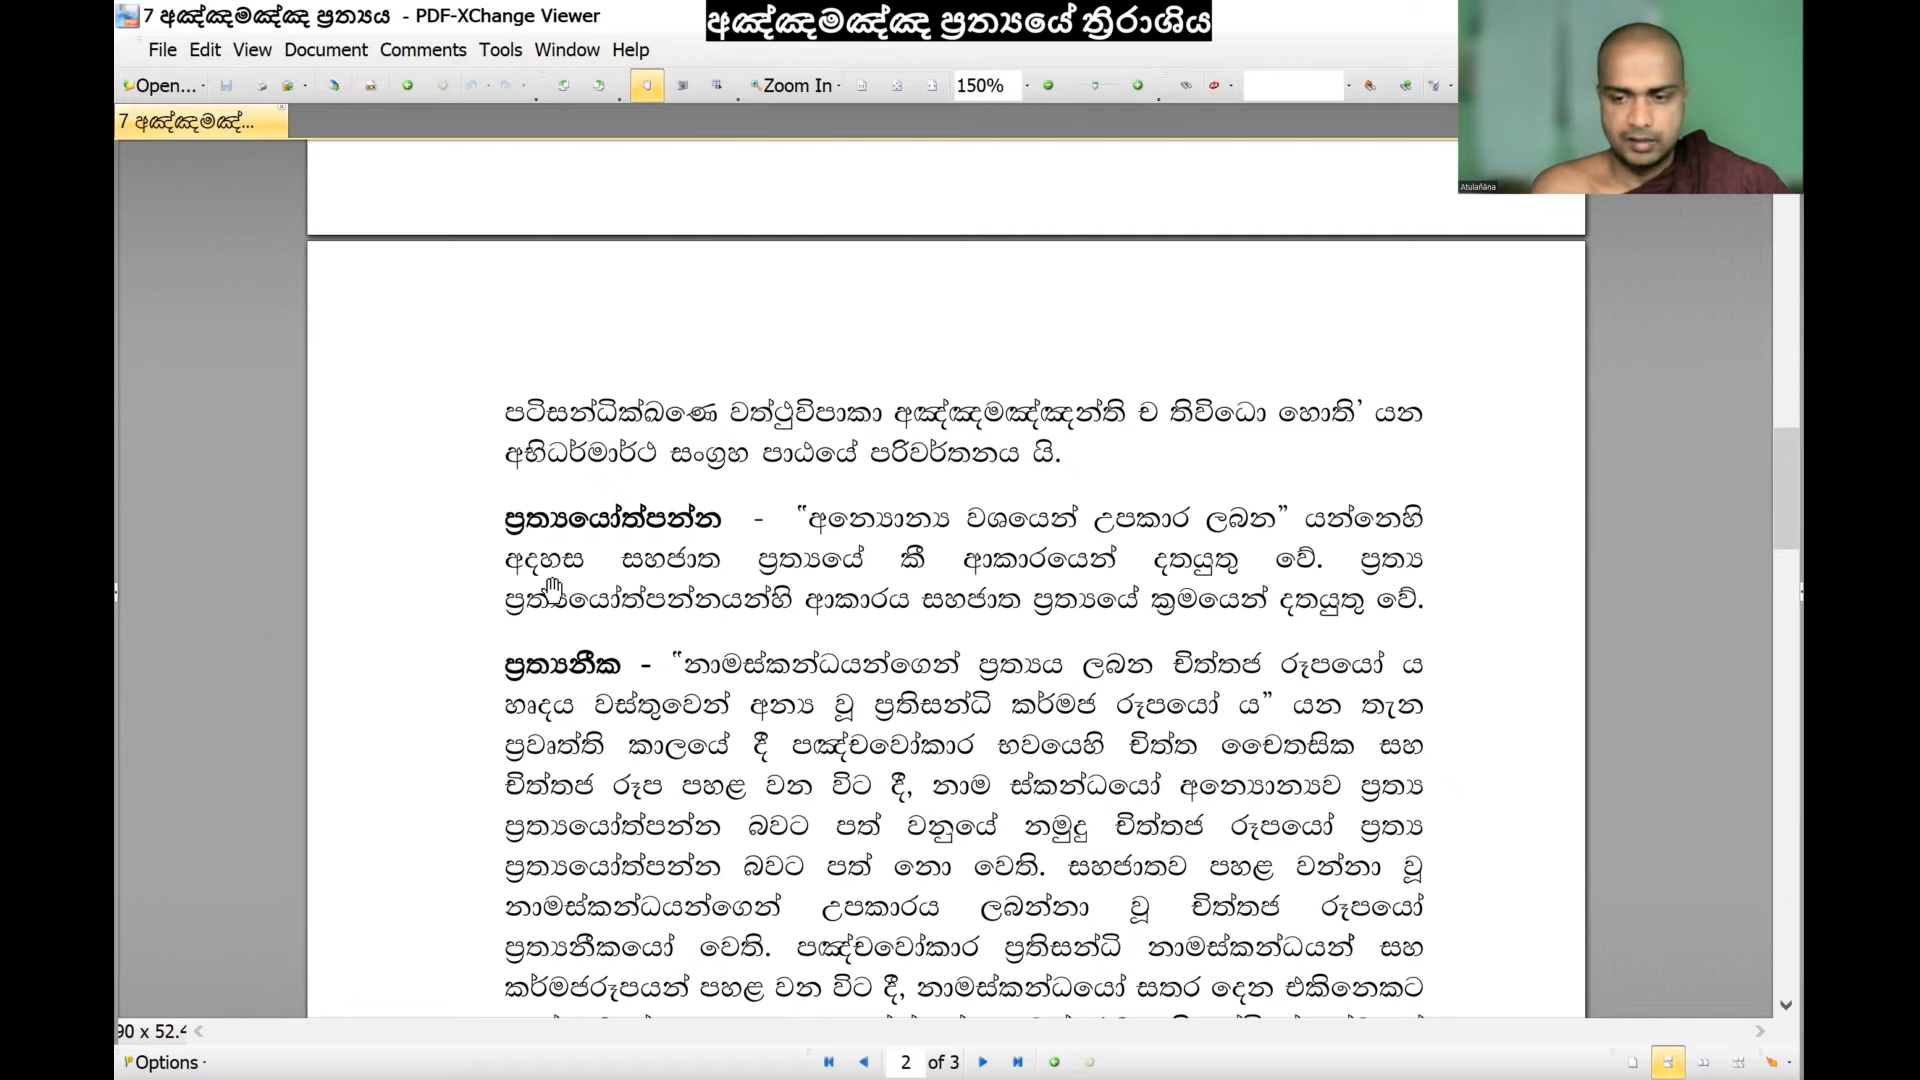 7 අඤ්ඤමඤ්ඤ ප්‍රත්‍යය - PDF-XChange Viewer
අඤ්ඤමඤ්ඤ ප්‍රත්‍යයේ ත්‍රිරාශිය
File Edit View Document Comments Tools Window Help
Open... Zoom In 150%
7 අඤ්ඤමඤ්...
Atulañāṇa
පටිසන්ධික්ඛණෙ වත්ථුවිපාකා අඤ්ඤමඤ්ඤන්ති ච තිවිධො හොති’ යන
අභිධර්මාර්ථ සංග්‍රහ පාඨයේ පරිවර්තනය යි.
ප්‍රත්‍යයෝත්පන්න - “අන්‍යොන්‍ය වශයෙන් උපකාර ලබන” යන්නෙහි
අදහස සහජාත ප්‍රත්‍යයේ කී ආකාරයෙන් දතයුතු වේ. ප්‍රත්‍ය
ප්‍රත්‍යයෝත්පන්නයන්හි ආකාරය සහජාත ප්‍රත්‍යයේ ක්‍රමයෙන් දතයුතු වේ.
ප්‍රත්‍යනීක - “නාමස්කන්ධයන්ගෙන් ප්‍රත්‍යය ලබන චිත්තජ රූපයෝ ය
හෘදය වස්තුවෙන් අන්‍ය වූ ප්‍රතිසන්ධි කර්මජ රූපයෝ ය” යන තැන
ප්‍රවෘත්ති කාලයේ දී පඤ්චවෝකාර භවයෙහි චිත්ත චෛතසික සහ
චිත්තජ රූප පහළ වන විට දී, නාම ස්කන්ධයෝ අන්‍යොන්‍යව ප්‍රත්‍ය
ප්‍රත්‍යයෝත්පන්න බවට පත් වනුයේ නමුදු චිත්තජ රූපයෝ ප්‍රත්‍ය
ප්‍රත්‍යයෝත්පන්න බවට පත් නො වෙති. සහජාතව පහළ වන්නා වූ
නාමස්කන්ධයන්ගෙන් උපකාරය ලබන්නා වූ චිත්තජ රූපයෝ
ප්‍රත්‍යනීකයෝ වෙති. පඤ්චවෝකාර ප්‍රතිසන්ධි නාමස්කන්ධයන් සහ
කර්මජරූපයන් පහළ වන විට දී, නාමස්කන්ධයෝ සතර දෙන එකිනෙකට
90 x 52.4
Options 2 of 3